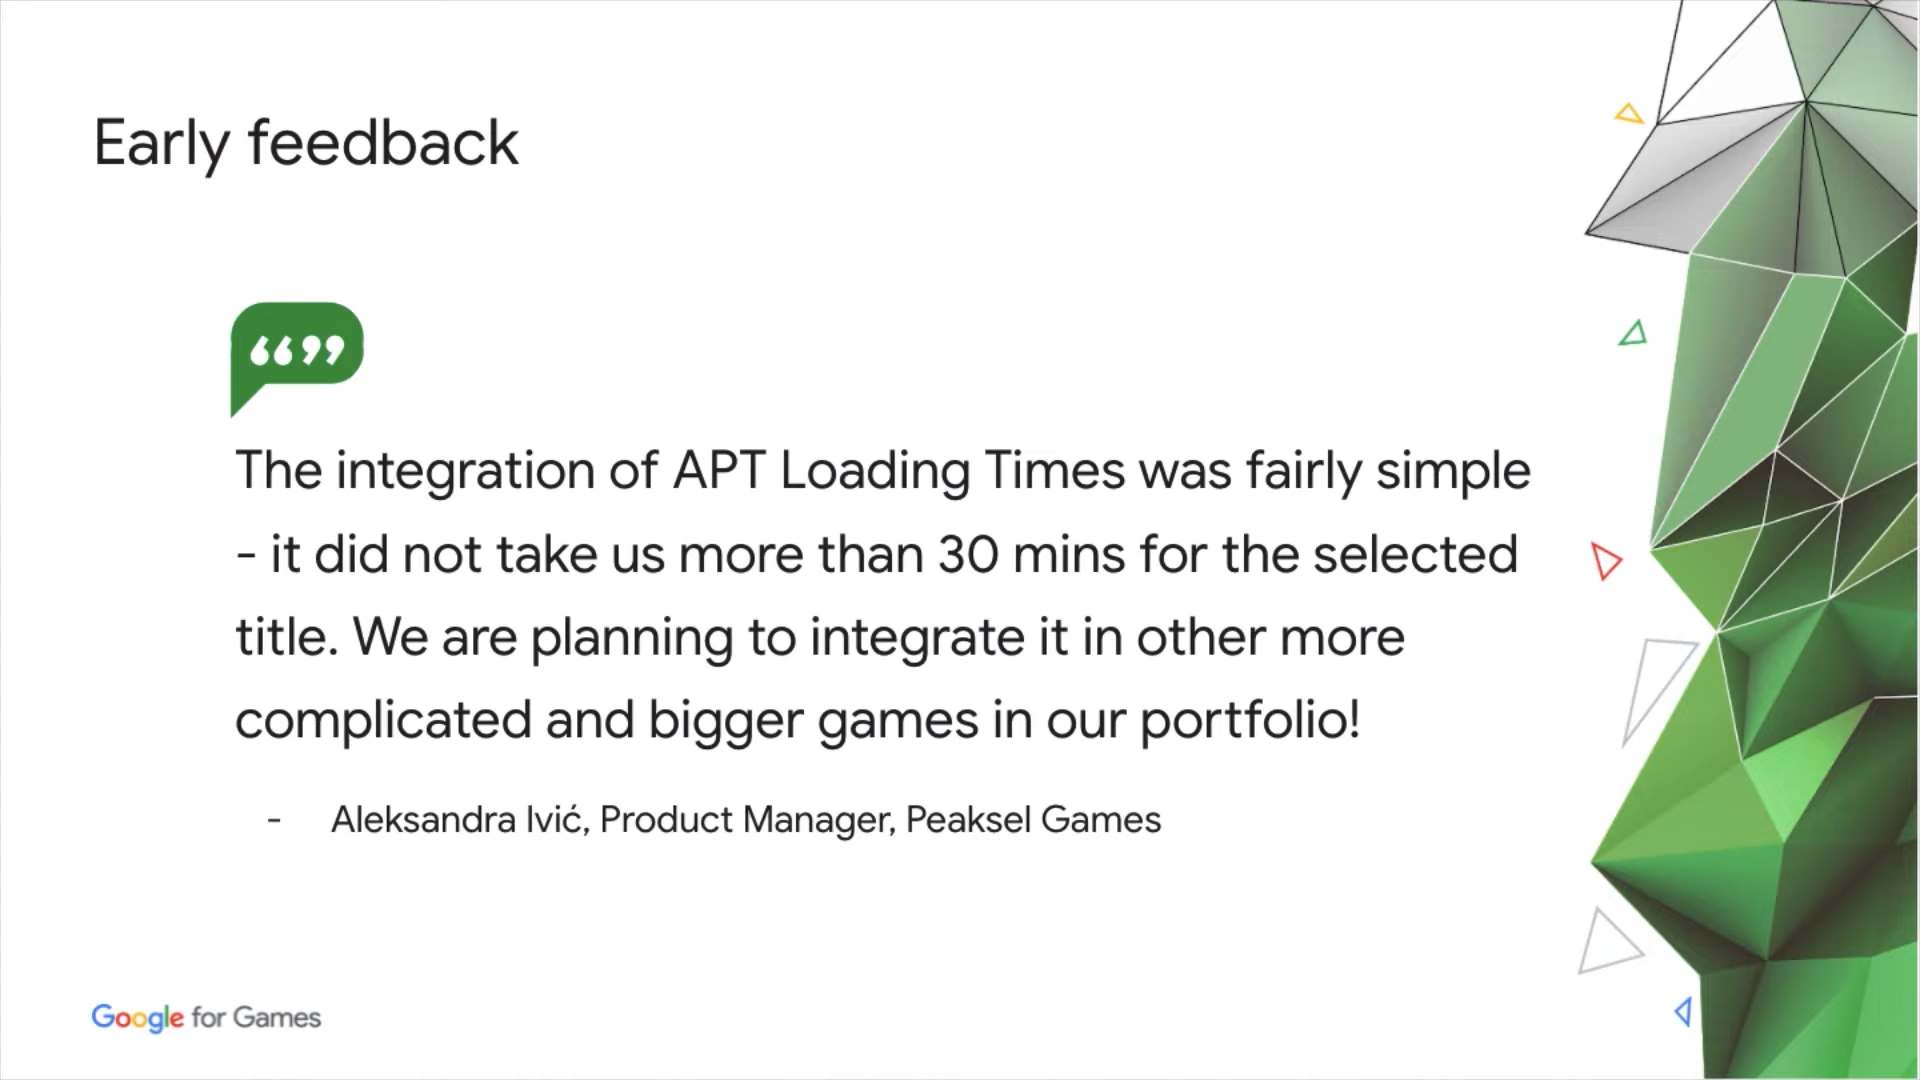 Early feedback
“”
The integration of APT Loading Times was fairly simple
- it did not take us more than 30 mins for the selected
title. We are planning to integrate it in other more
complicated and bigger games in our portfolio!
- Aleksandra Ivić, Product Manager, Peaksel Games
Google for Games